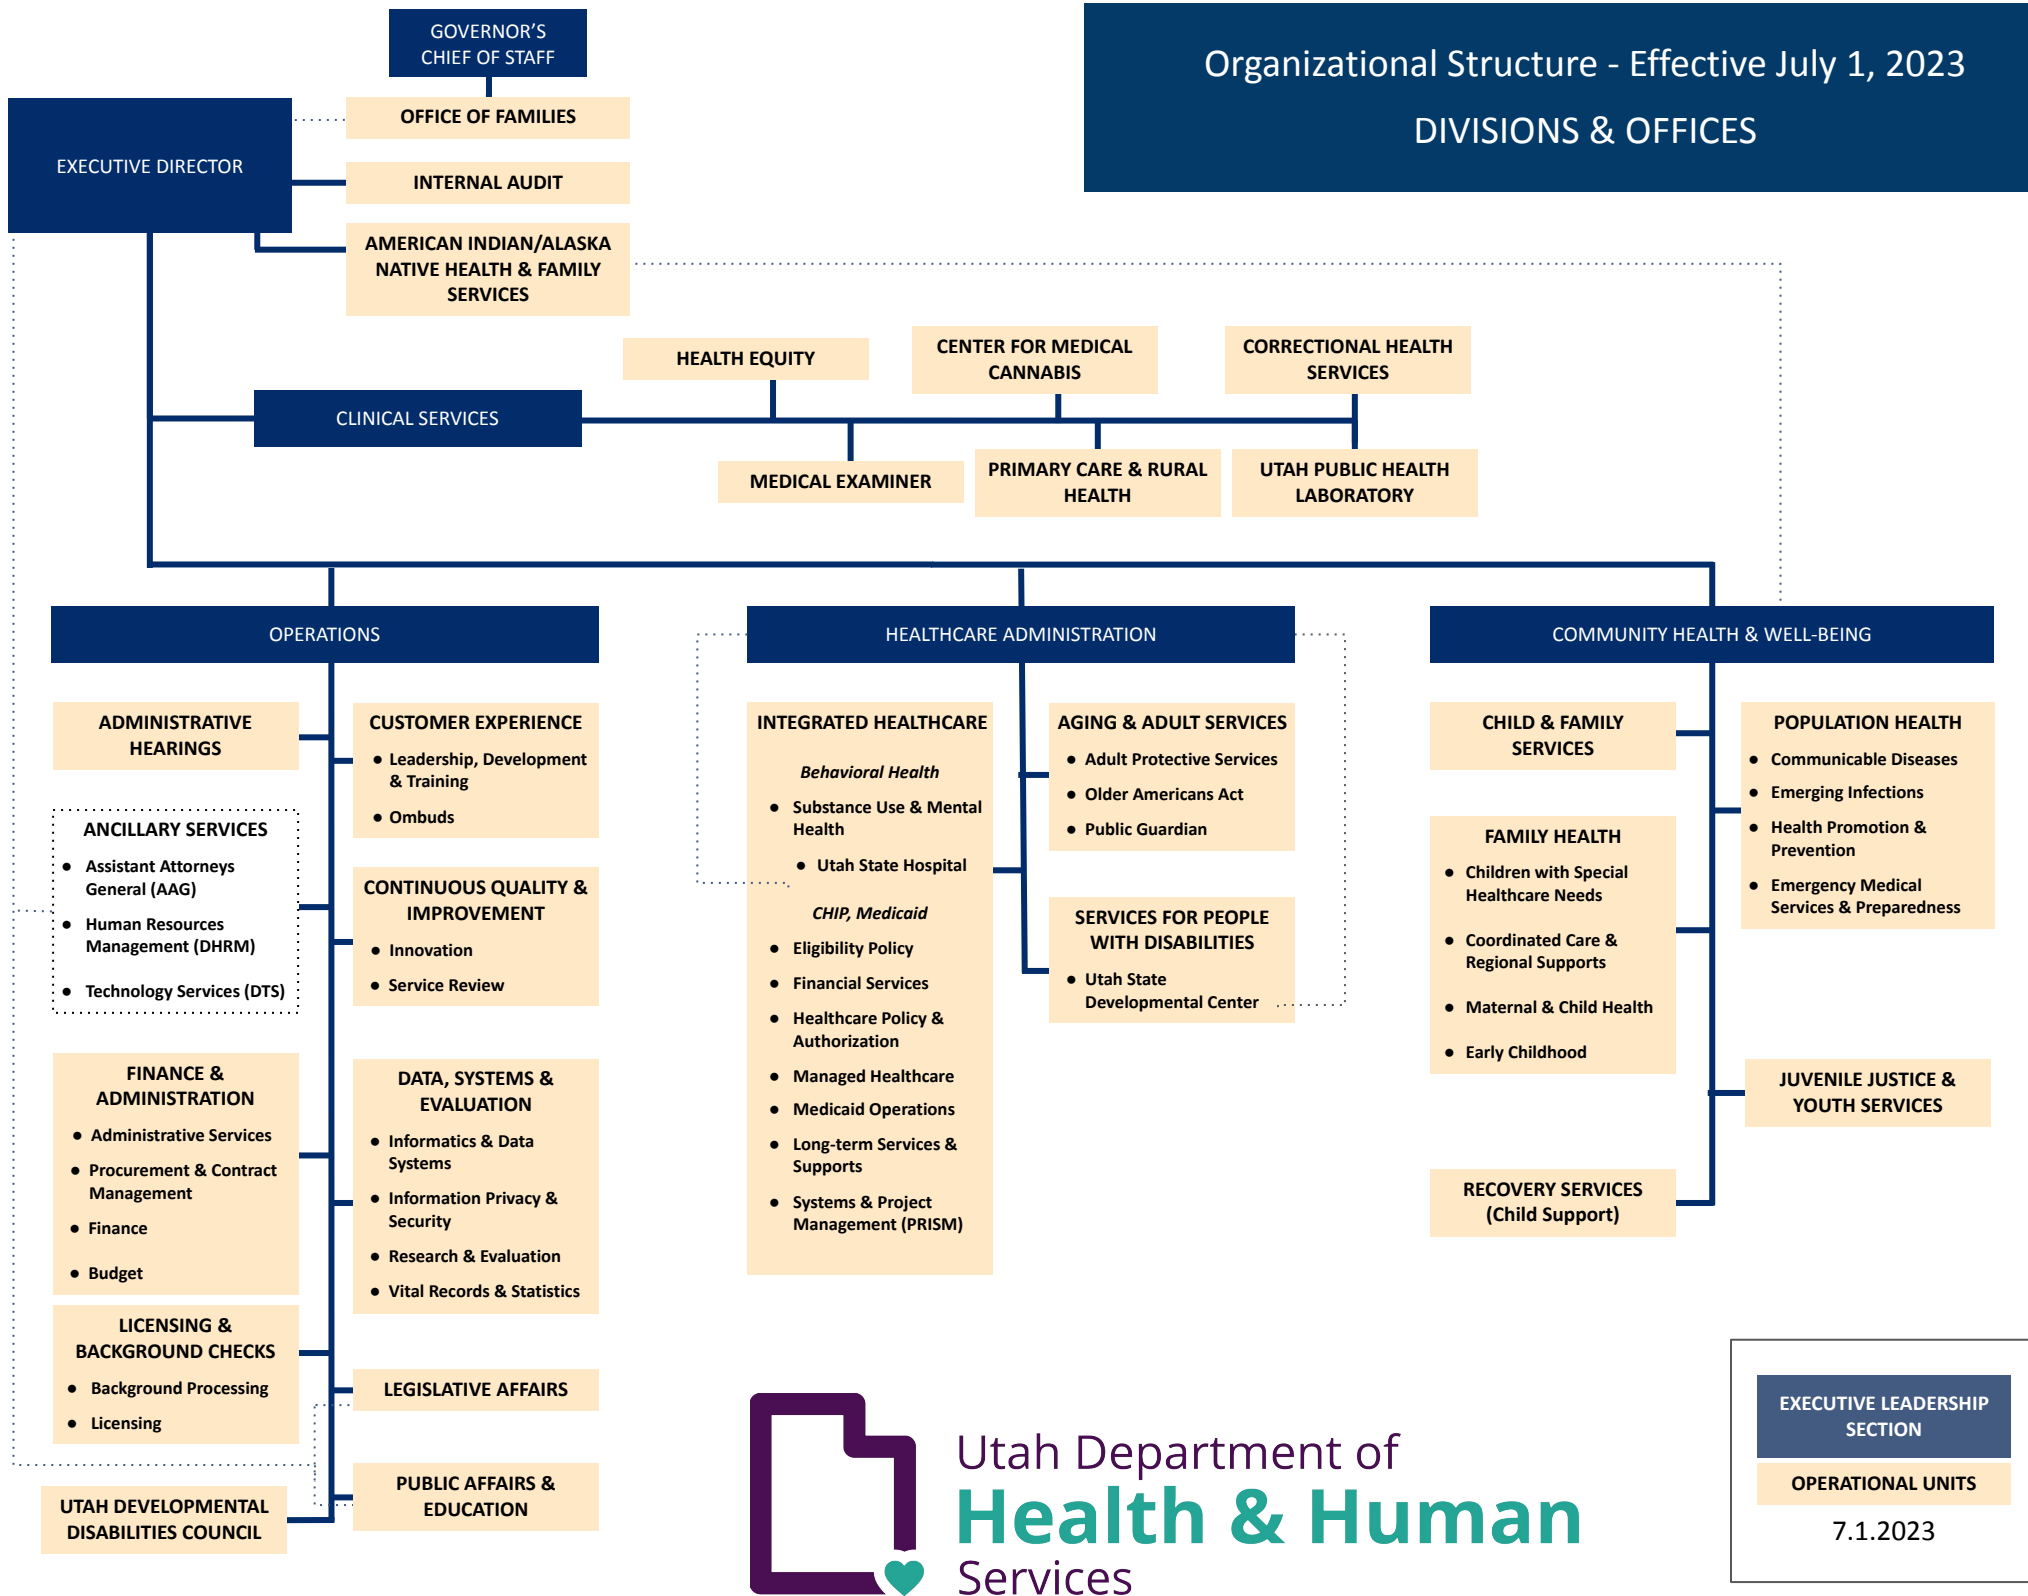 GOVERNOR'S
CHIEF OF STAFF
Organizational Structure - Effective July 1, 2023
DIVISIONS & OFFICES
EXECUTIVE DIRECTOR
OFFICE OF FAMILIES
INTERNAL AUDIT
AMERICAN INDIAN/ALASKA
NATIVE HEALTH & FAMILY
SERVICES
CLINICAL SERVICES
HEALTH EQUITY
CENTER FOR MEDICAL
CANNABIS
CORRECTIONAL HEALTH
SERVICES
MEDICAL EXAMINER
PRIMARY CARE & RURAL
HEALTH
UTAH PUBLIC HEALTH
LABORATORY
OPERATIONS
ADMINISTRATIVE
HEARINGS
ANCILLARY SERVICES
● Assistant Attorneys
General (AAG)
● Human Resources
Management (DHRM)
● Technology Services (DTS)
FINANCE &
ADMINISTRATION
● Administrative Services
● Procurement & Contract
Management
● Finance
● Budget
LICENSING &
BACKGROUND CHECKS
● Background Processing
● Licensing
UTAH DEVELOPMENTAL
DISABILITIES COUNCIL
CUSTOMER EXPERIENCE
● Leadership, Development
& Training
● Ombuds
CONTINUOUS QUALITY &
IMPROVEMENT
● Innovation
● Service Review
DATA, SYSTEMS &
EVALUATION
● Informatics & Data
Systems
● Information Privacy &
Security
● Research & Evaluation
● Vital Records & Statistics
LEGISLATIVE AFFAIRS
PUBLIC AFFAIRS &
EDUCATION
HEALTHCARE ADMINISTRATION
INTEGRATED HEALTHCARE
Behavioral Health
● Substance Use & Mental
Health
● Utah State Hospital
CHIP, Medicaid
● Eligibility Policy
● Financial Services
● Healthcare Policy &
Authorization
● Managed Healthcare
● Medicaid Operations
● Long-term Services &
Supports
● Systems & Project
Management (PRISM)
AGING & ADULT SERVICES
● Adult Protective Services
● Older Americans Act
● Public Guardian
SERVICES FOR PEOPLE
WITH DISABILITIES
● Utah State
Developmental Center
COMMUNITY HEALTH & WELL-BEING
CHILD & FAMILY
SERVICES
FAMILY HEALTH
● Children with Special
Healthcare Needs
● Coordinated Care &
Regional Supports
● Maternal & Child Health
● Early Childhood
RECOVERY SERVICES
(Child Support)
POPULATION HEALTH
● Communicable Diseases
● Emerging Infections
● Health Promotion &
Prevention
● Emergency Medical
Services & Preparedness
JUVENILE JUSTICE &
YOUTH SERVICES
Utah Department of
Health & Human
Services
EXECUTIVE LEADERSHIP
SECTION
OPERATIONAL UNITS
7.1.2023